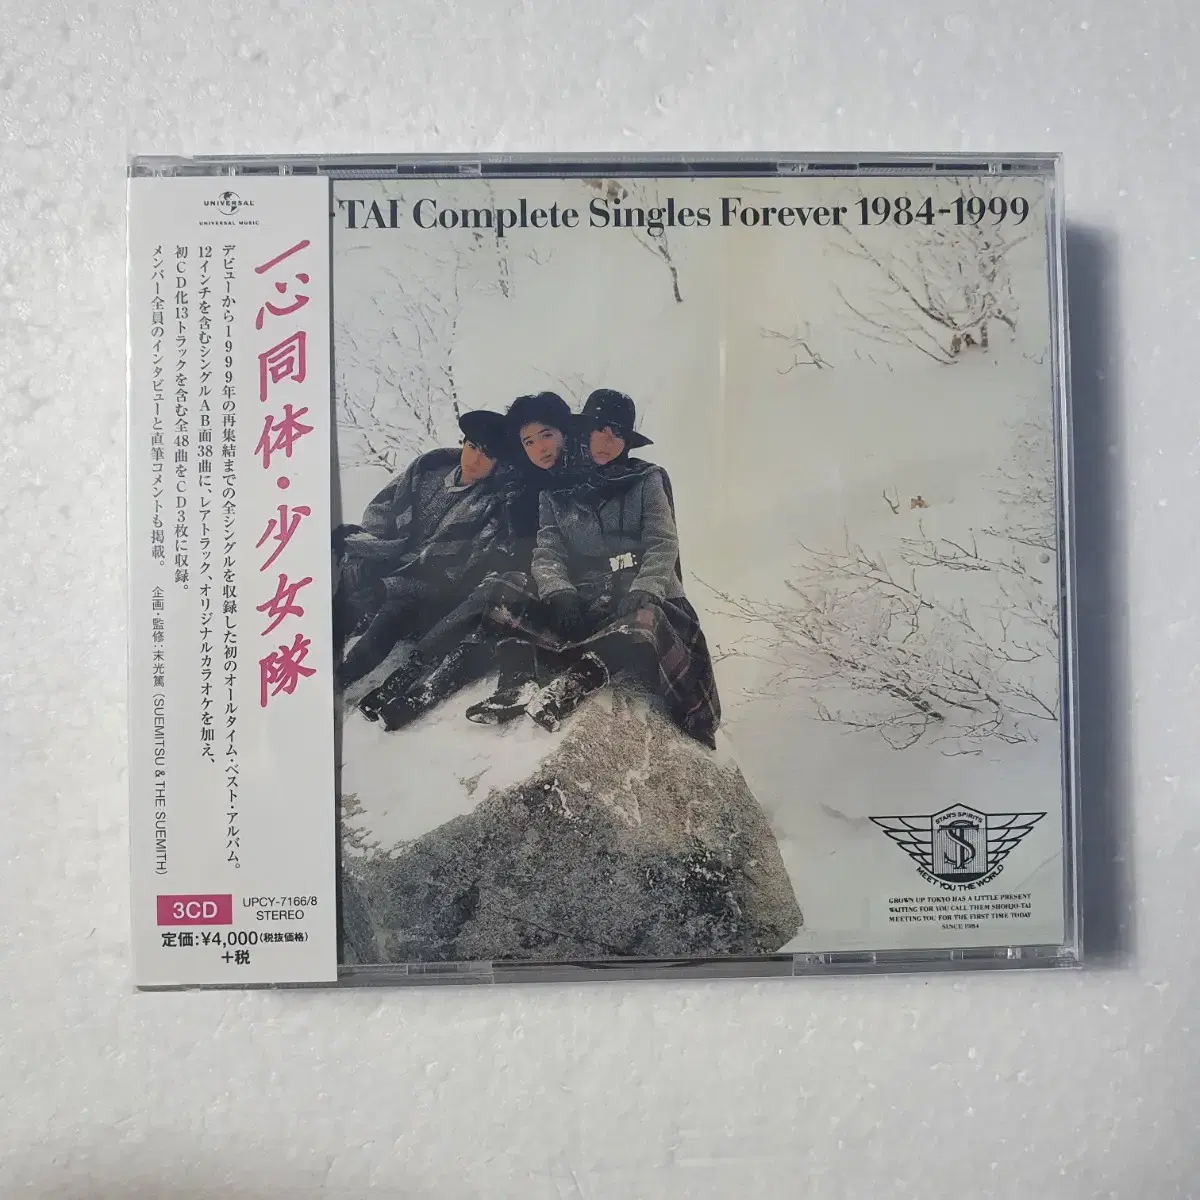 UNIVERSAL
UNIVERSAL MUSIC
一心同体・少女隊
デビューから1999年の再集結までの全シングルを収録した初のオールタイム・ベスト・アルバム。
12インチを含むシングルAB面38曲に、レアトラック、オリジナルカラオケを加え、
初CD化13トラックを含む全48曲をCD3枚に収録。
メンバー全員のインタビューと直筆コメントも掲載。
企画・監修：末光篤 (SUEMITSU & THE SUEMITH)
3CD
UPCY-7166/8
STEREO
定価:¥4,000(税抜価格)
+税
-TAI Complete Singles Forever 1984-1999
STAR'S SPIRITS
ST
MEET YOU THE WORLD
GROWN UP TOKYO HAS A LITTLE PRESENT
WAITING FOR YOU CALL THEM SHOHJO-TAI
MEETING YOU FOR THE FIRST TIME TODAY
SINCE 1984